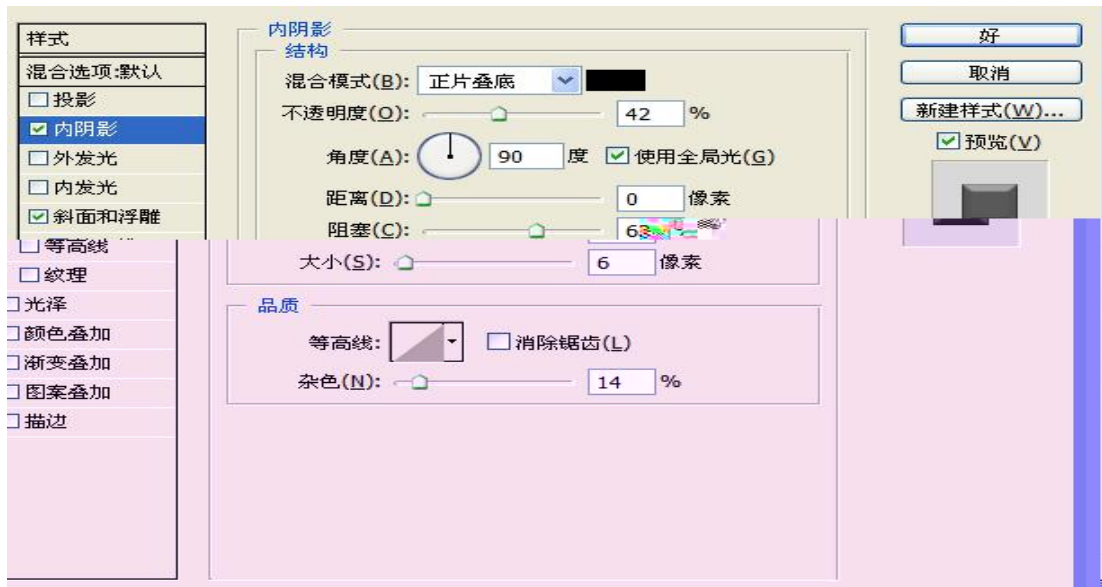 样式
混合选项:默认
投影
内阴影
外发光
内发光
斜面和浮雕
等高线
纹理
光泽
颜色叠加
渐变叠加
图案叠加
描边
内阴影
结构
混合模式(B): 正片叠底
不透明度(O): 42 %
角度(A): 90 度 使用全局光(G)
距离(D): 0 像素
阻塞(C):
大小(S): 6 像素
品质
等高线: 消除锯齿(L)
杂色(N): 14 %
好
取消
新建样式(W)...
预览(V)